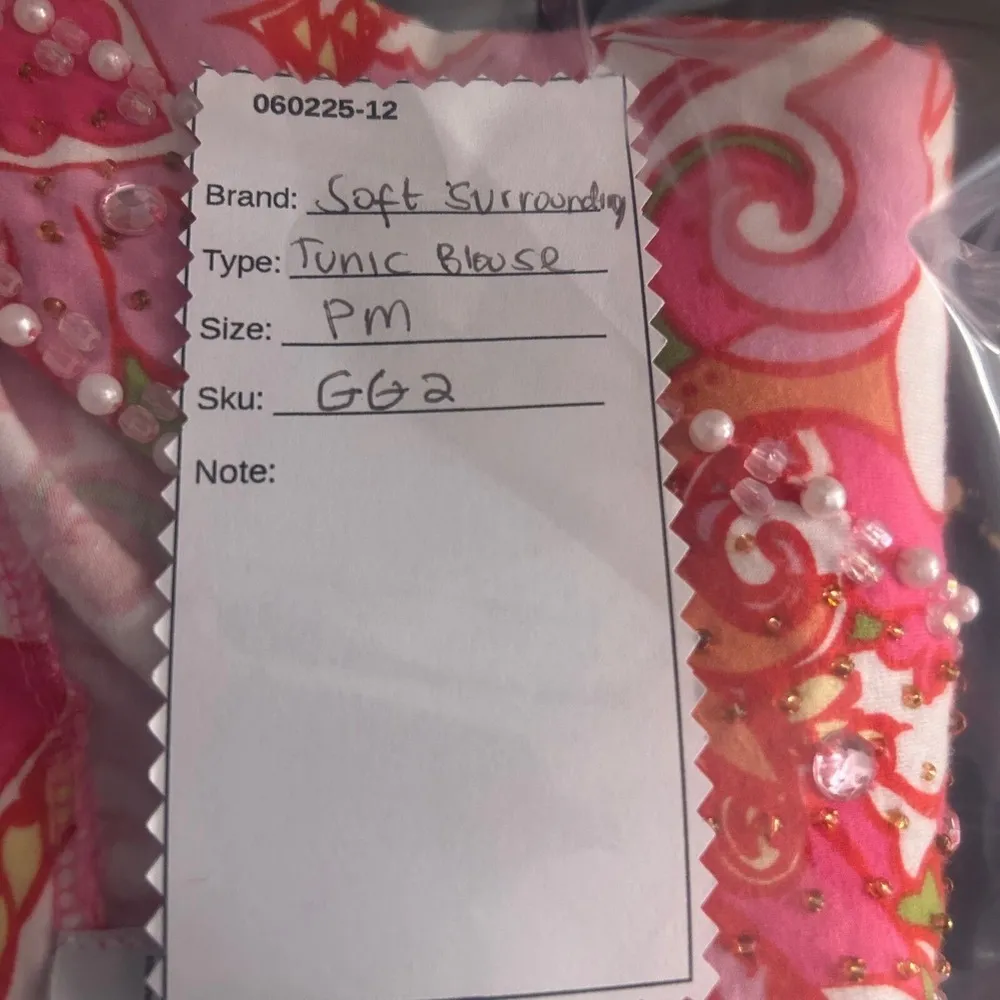 060225-12
Brand: Soft Surrounding
Type: Tunic Blouse
Size: PM
Sku: GG2
Note: